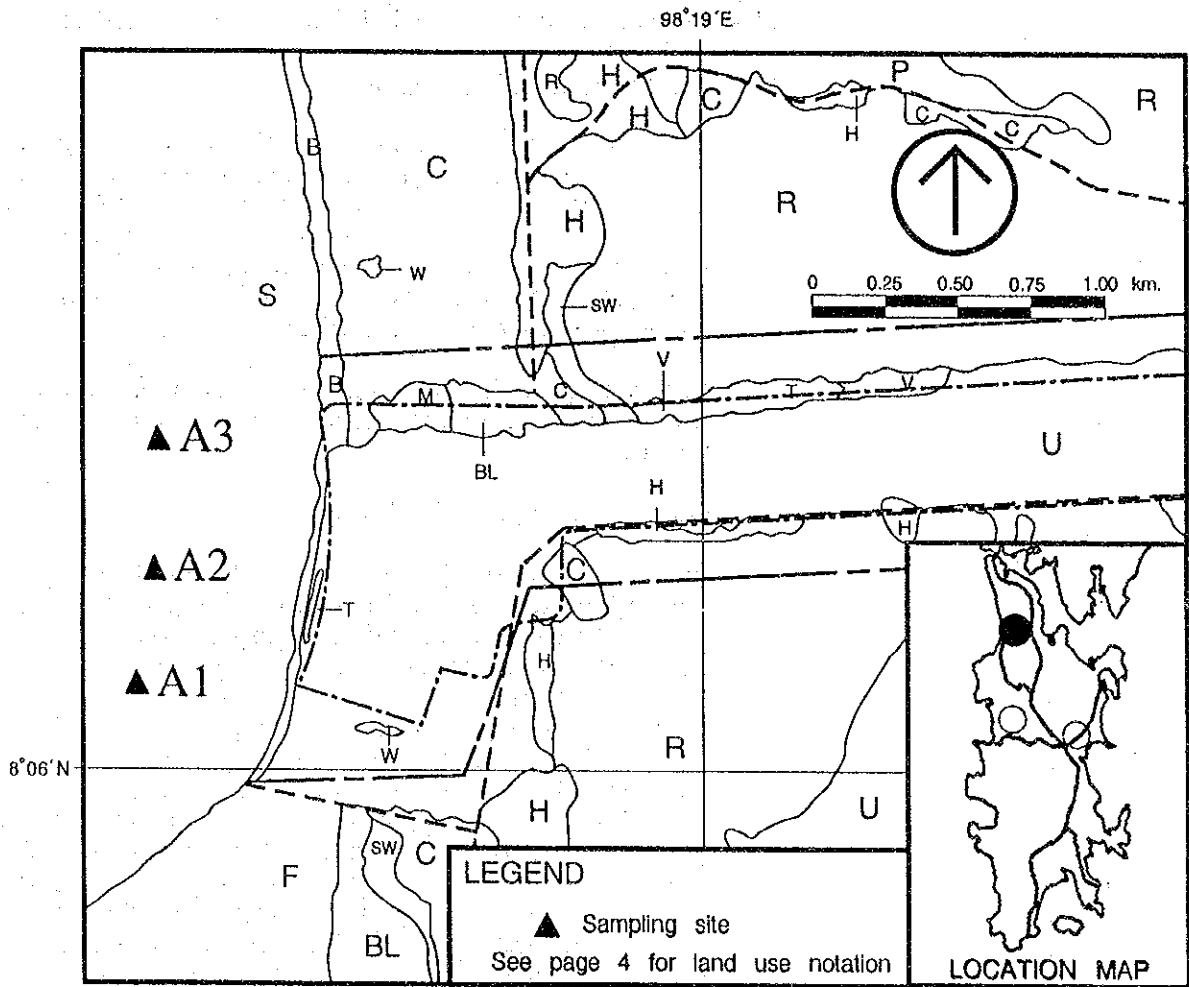 98°19′E
R
H
H
C
P
R
H
C
C
B
C
H
R
W
S
SW
0 0.25 0.50 0.75 1.00 km.
B
M
C
V
T
V
A3
BL
U
H
H
A2
C
T
A1
H
W
R
8°06′N
H
U
SW
C
F
BL
LEGEND
Sampling site
See page 4 for land use notation
LOCATION MAP